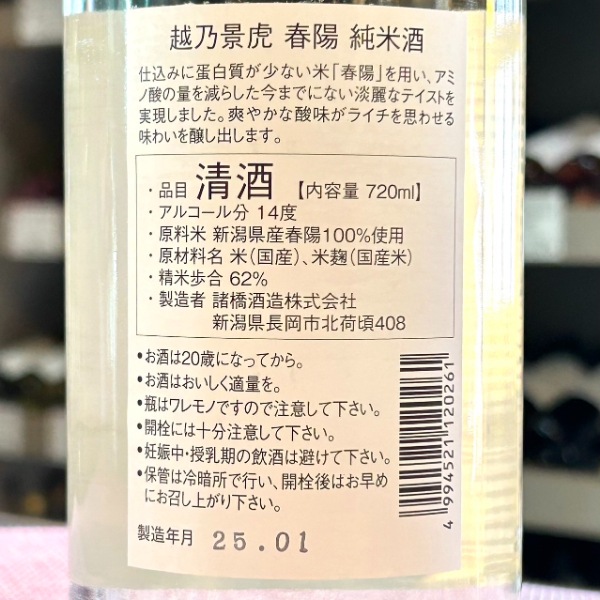 越乃景虎 春陽 純米酒
仕込みに蛋白質が少ない米「春陽」を用い、アミ
ノ酸の量を減らした今までにない淡麗なテイストを
実現しました。爽やかな酸味がライチを思わせる
味わいを醸し出します。
・品目 清酒 【内容量 720ml】
・アルコール分 14度
・原料米 新潟県産春陽100%使用
・原材料名 米(国産)、米麹(国産米)
・精米歩合 62%
・製造者 諸橋酒造株式会社
新潟県長岡市北荷頃408
•お酒は20歳になってから。
•お酒はおいしく適量を。
•瓶はワレモノですので注意して下さい。
•開栓には十分注意して下さい。
•妊娠中・授乳期の飲酒は避けて下さい。
•保管は冷暗所で行い、開栓後はお早め
にお召し上がり下さい。
製造年月 25.01
4 994521 120261